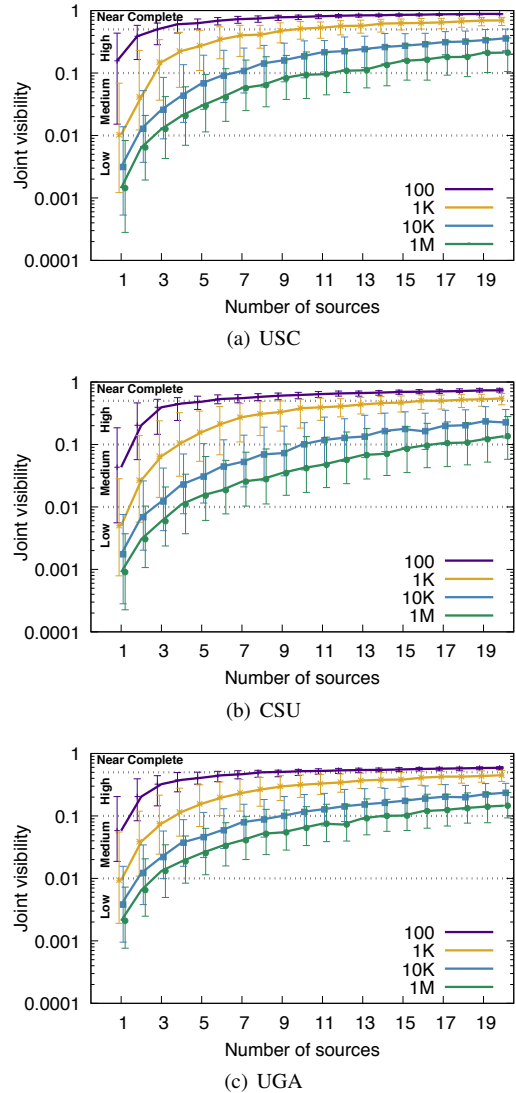 1
Near Complete
High
0.1
Medium
0.01
Low
0.001
0.0001
Joint visibility
100
1K
10K
1M
1 3 5 7 9 11 13 15 17 19
Number of sources
(a) USC
1
Near Complete
High
0.1
Medium
0.01
Low
0.001
0.0001
Joint visibility
100
1K
10K
1M
1 3 5 7 9 11 13 15 17 19
Number of sources
(b) CSU
1
Near Complete
High
0.1
Medium
0.01
Low
0.001
0.0001
Joint visibility
100
1K
10K
1M
1 3 5 7 9 11 13 15 17 19
Number of sources
(c) UGA